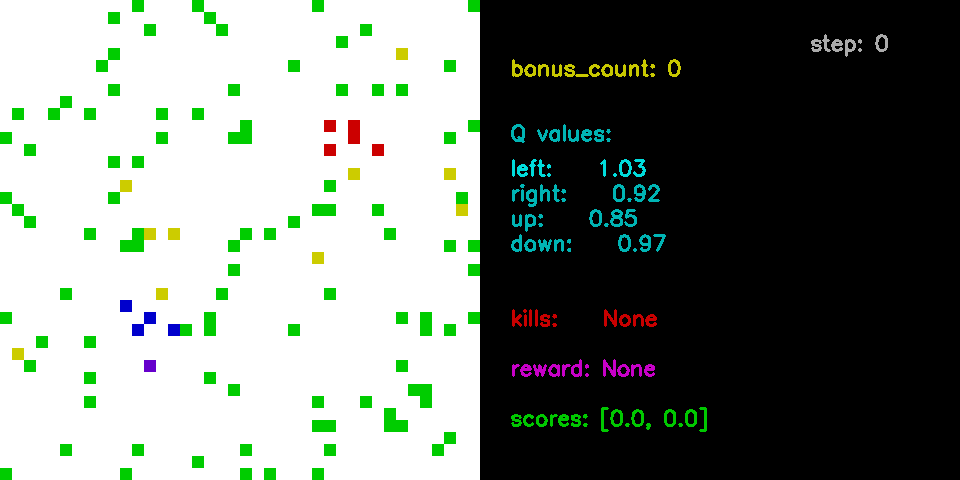 step: 0
bonus_count: 0
Q values:
left: 1.03
right: 0.92
up: 0.85
down: 0.97
kills: None
reward: None
scores: [0.0, 0.0]